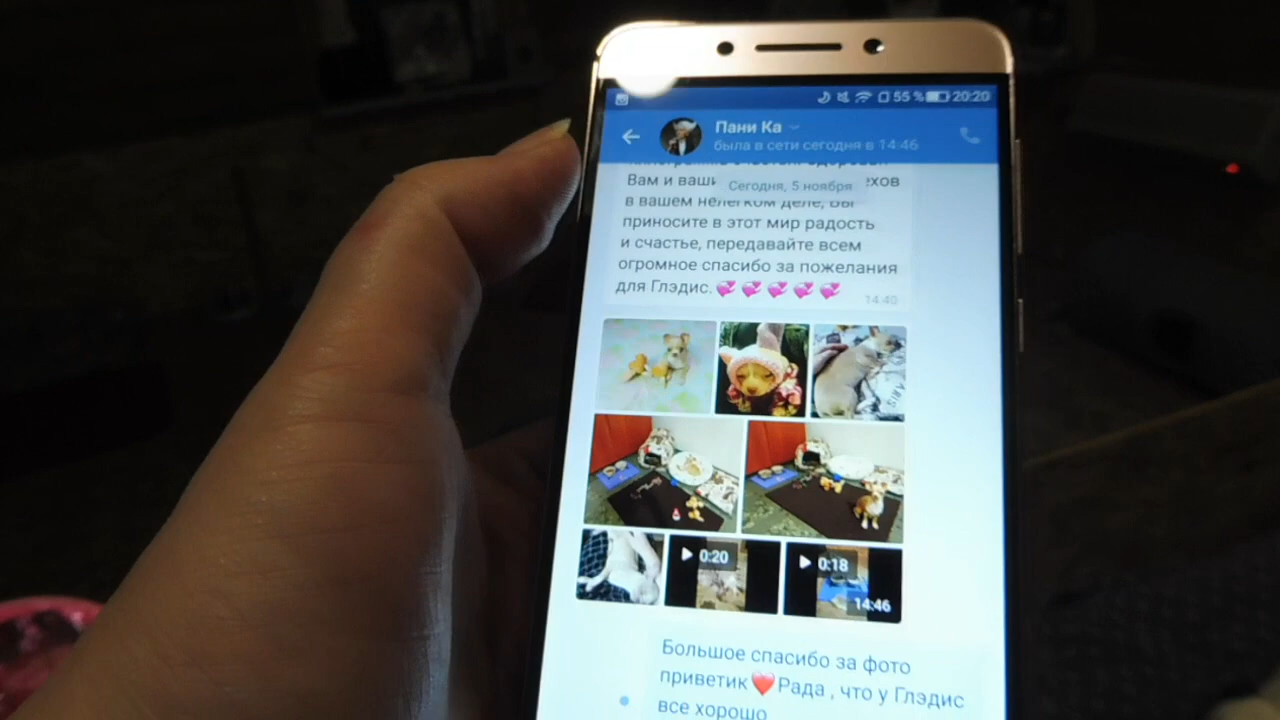 55 % 20:20
Пани Ка
была в сети сегодня в 14:46
Сегодня, 5 ноября
Вам и ваши ехов
в вашем нелегком деле, Вы
приносите в этот мир радость
и счастье, передавайте всем
огромное спасибо за пожелания
для Глэдис.💞💞💞💞💞
14:40
0:20
0:18
14:46
Большое спасибо за фото
приветик❤️Рада , что у Глэдис
все хорошо